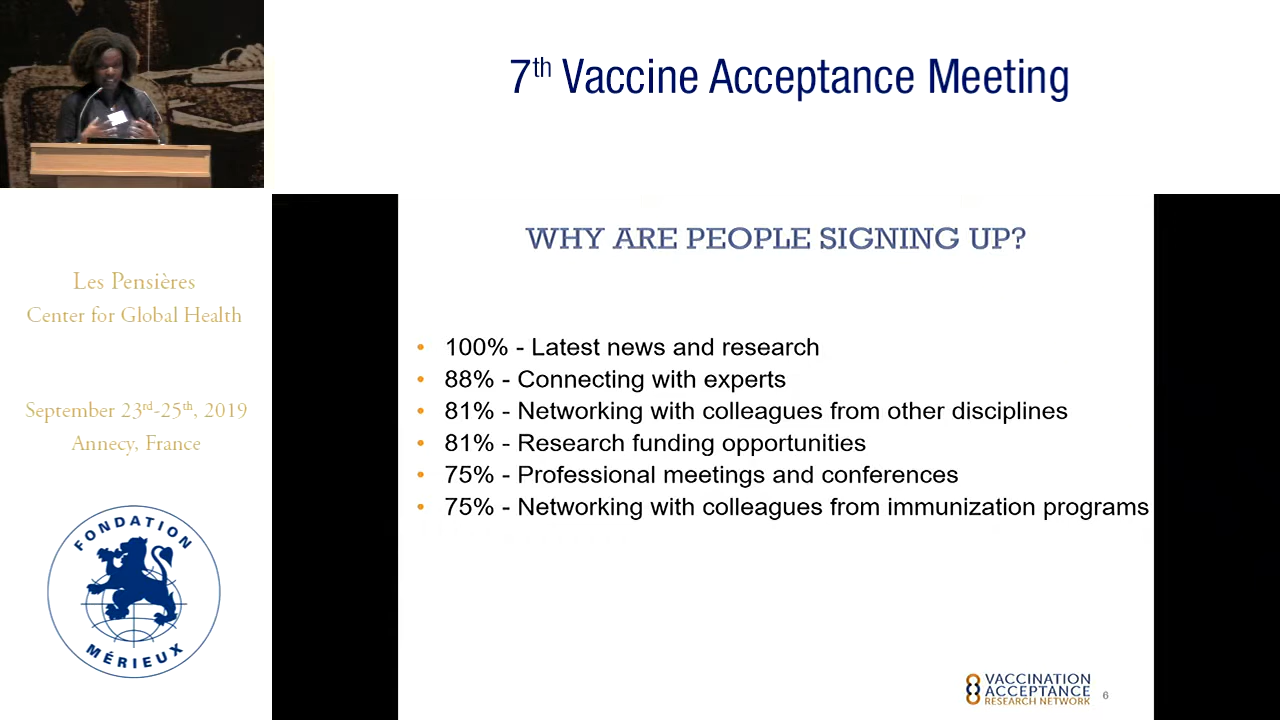 7th Vaccine Acceptance Meeting
Les Pensières
Center for Global Health
September 23rd-25th, 2019
Annecy, France
FONDATION
MÉRIEUX
WHY ARE PEOPLE SIGNING UP?
• 100% - Latest news and research
• 88% - Connecting with experts
• 81% - Networking with colleagues from other disciplines
• 81% - Research funding opportunities
• 75% - Professional meetings and conferences
• 75% - Networking with colleagues from immunization programs
VACCINATION
ACCEPTANCE
RESEARCH NETWORK
6